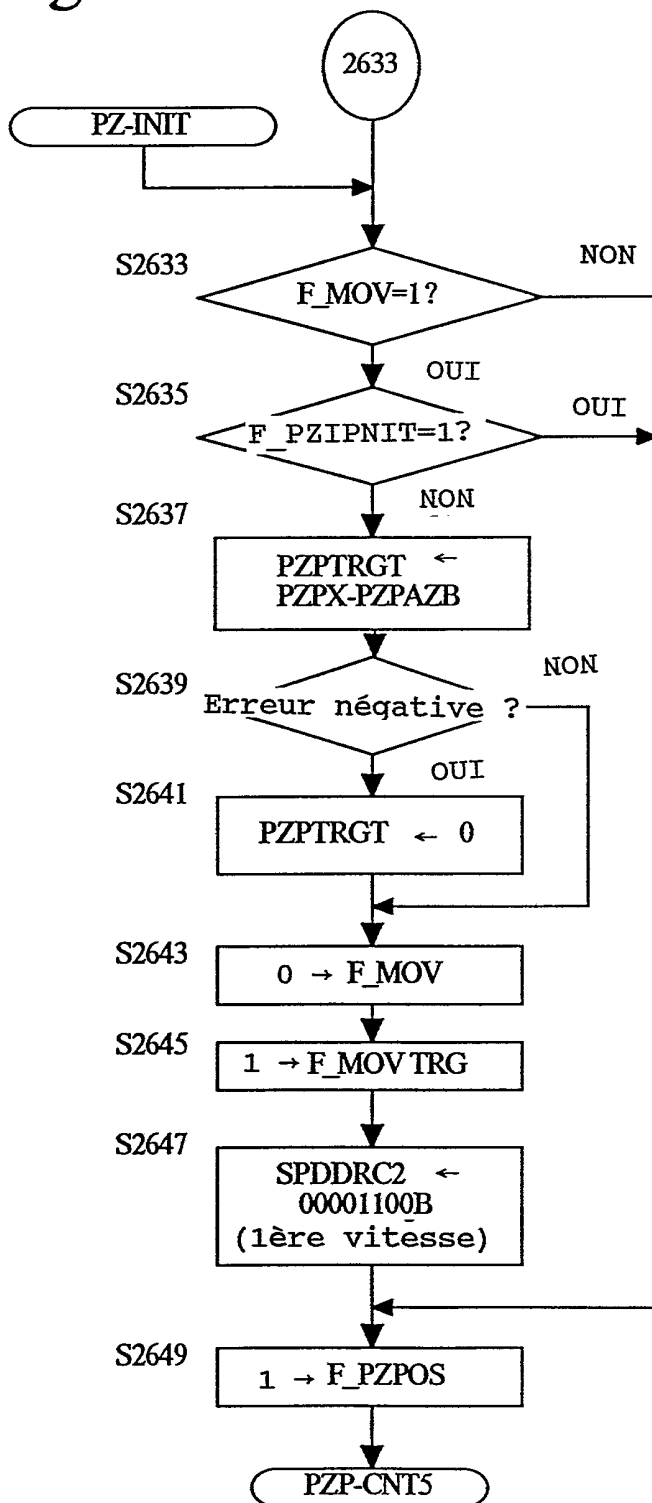 g
2633
PZ-INIT
S2633
F_MOV=1?
NON
OUI
S2635
F_PZIPNIT=1?
OUI
NON
S2637
PZPTRGT ←
PZPX-PZPAZB
S2639
Erreur négative ?
NON
OUI
S2641
PZPTRGT ← 0
S2643
0 → F_MOV
S2645
1 → F_MOV TRG
S2647
SPDDRC2 ←
00001100B
(1ère vitesse)
S2649
1 → F_PZPOS
PZP-CNT5